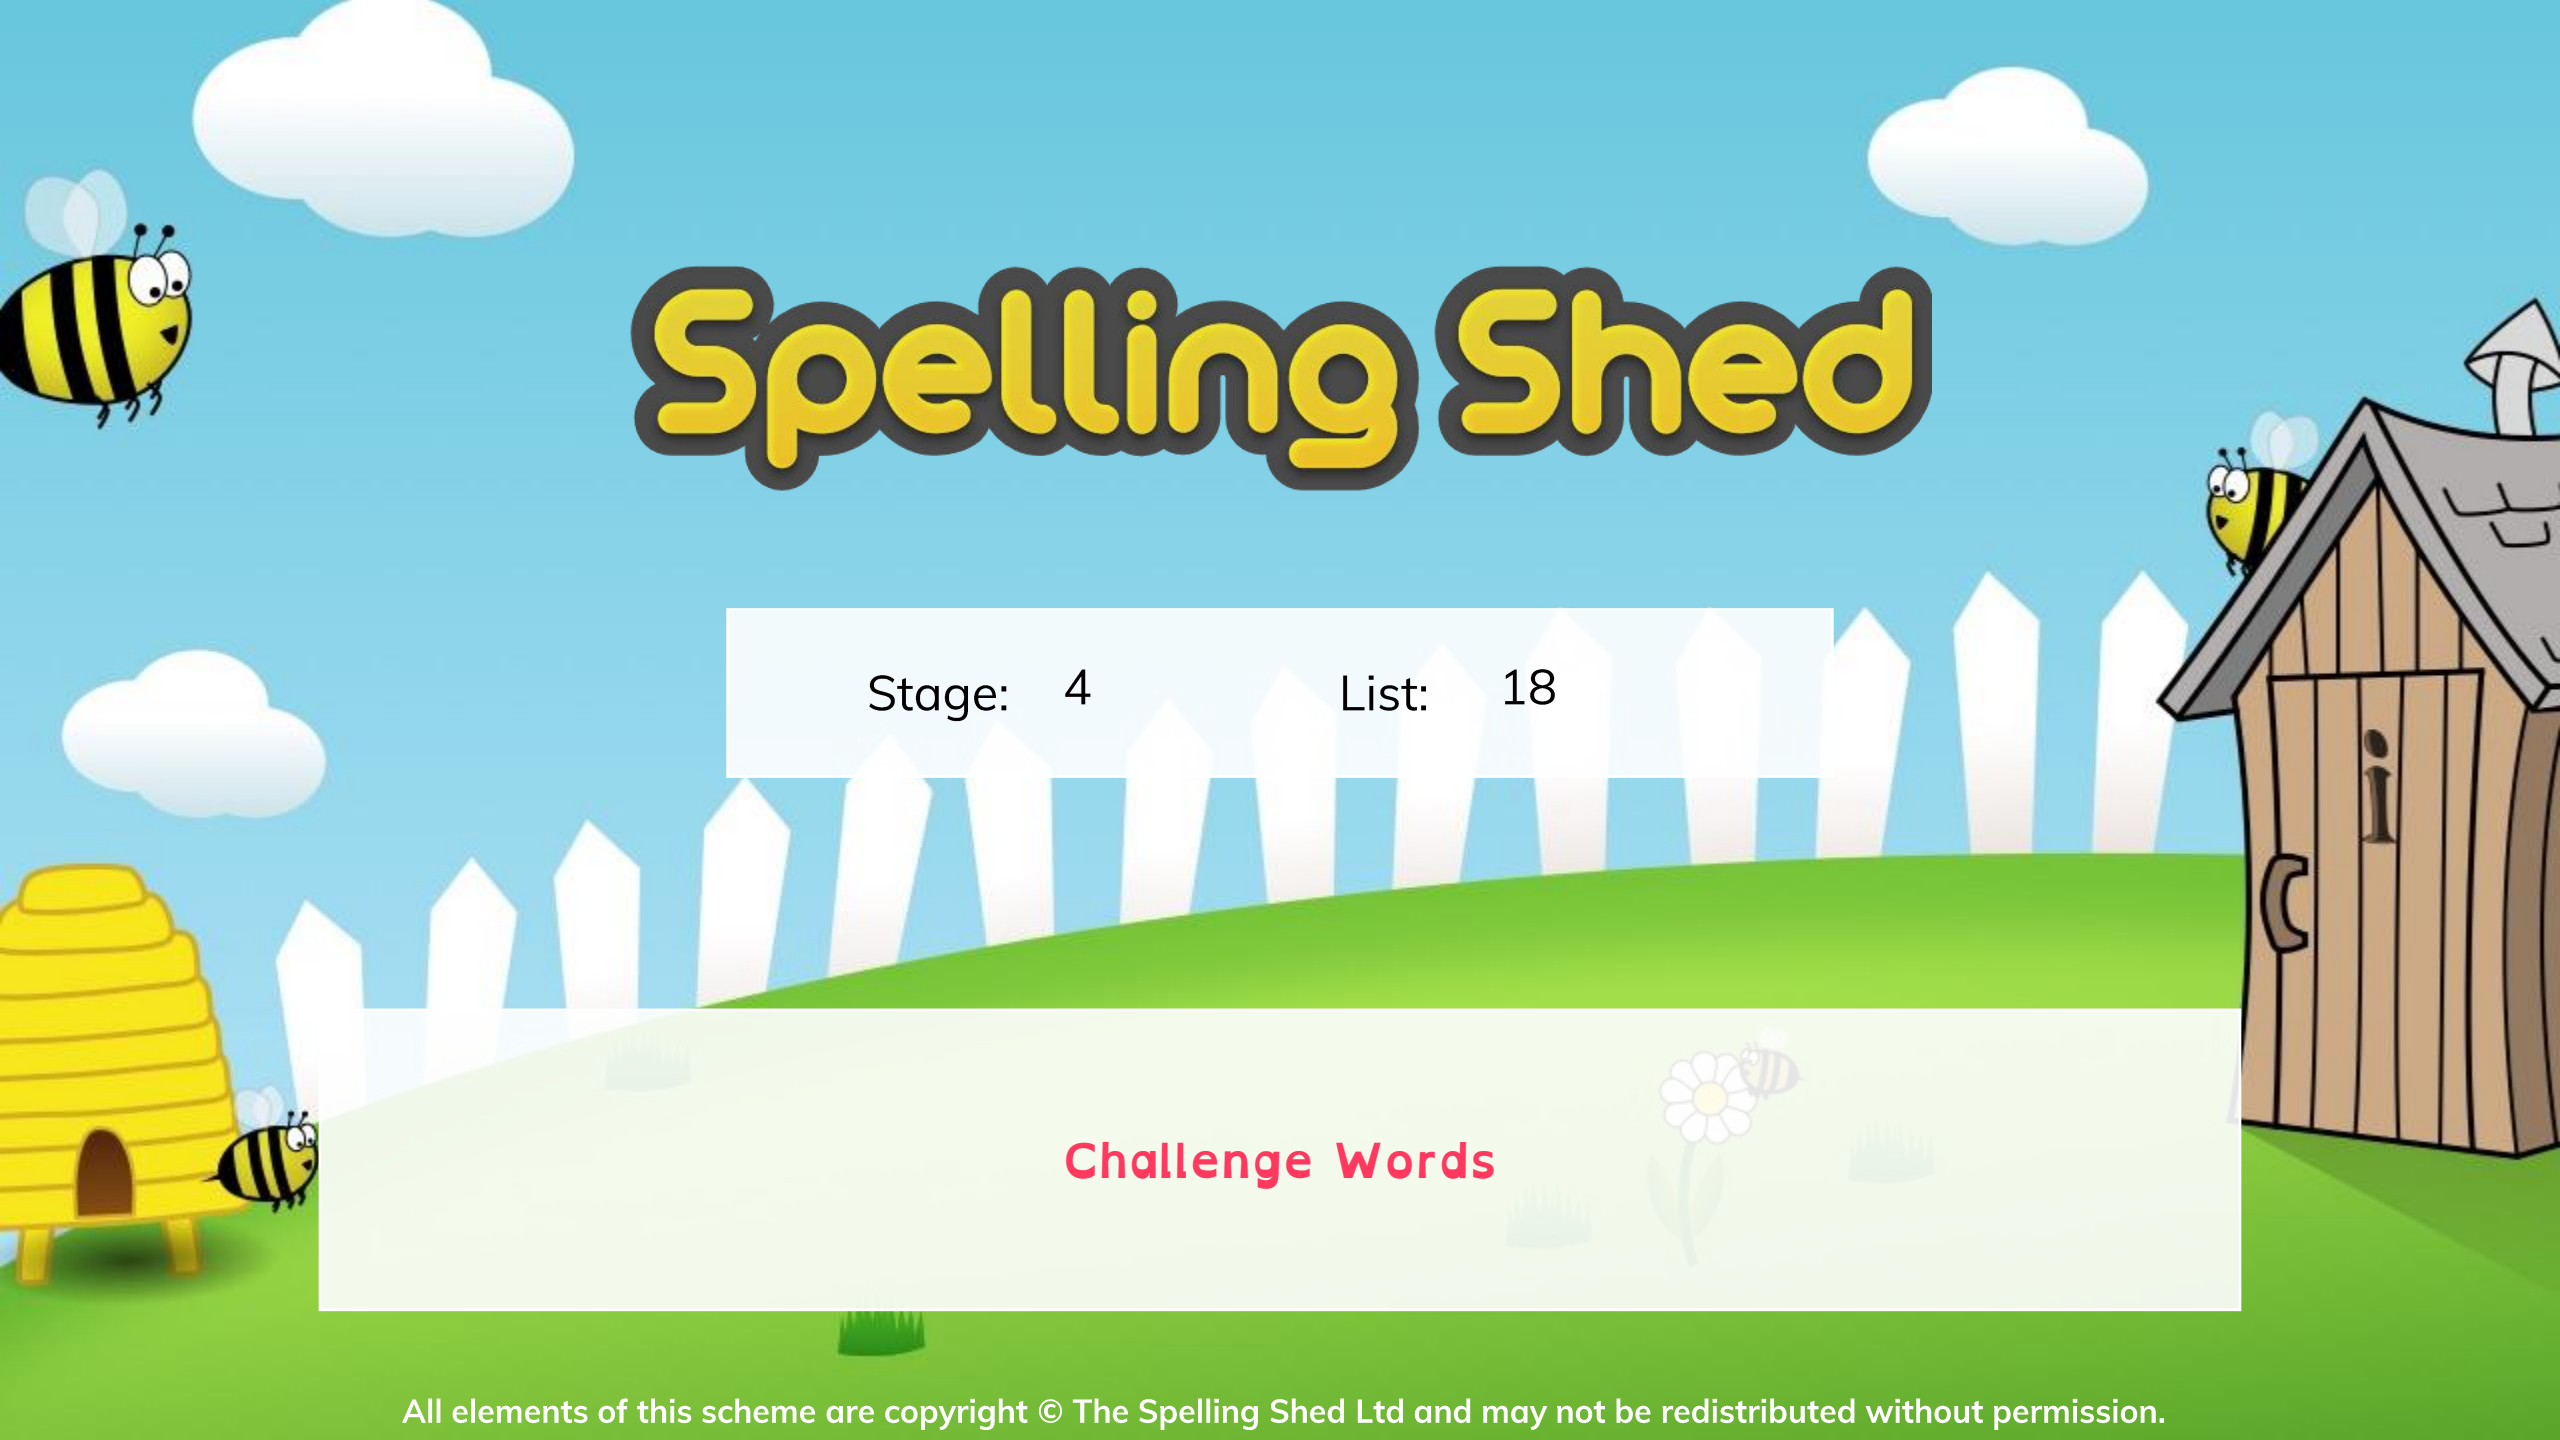 Spelling Shed
Stage: 4 List: 18
i
Challenge Words
All elements of this scheme are copyright © The Spelling Shed Ltd and may not be redistributed without permission.